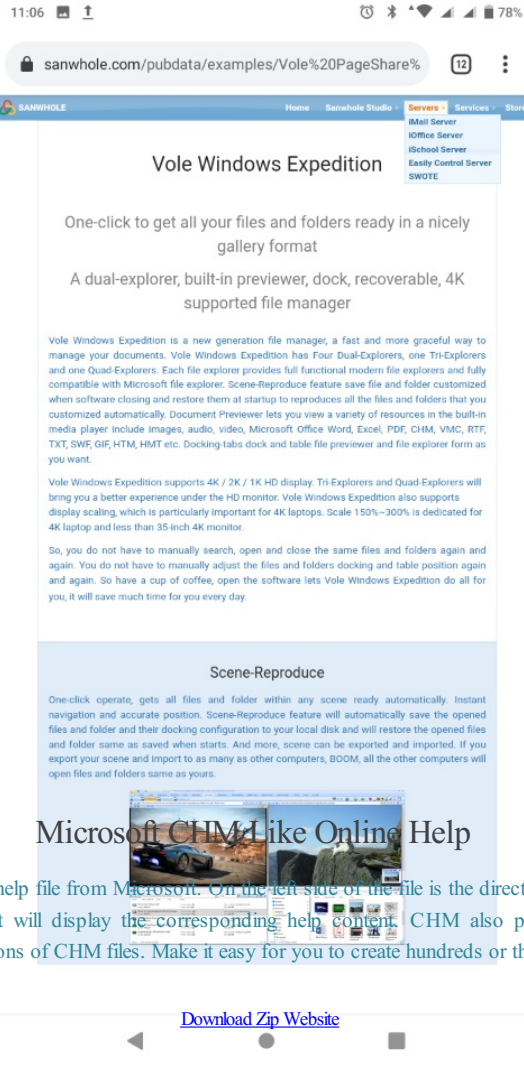 11:06
78%
sanwhole.com/pubdata/examples/Vole%20PageShare%
12
SANWHOLE
Home Sanwhole Studio Servers Services Store
iMail Server
iOffice Server
iSchool Server
Easily Control Server
SWOTE
Vole Windows Expedition
One-click to get all your files and folders ready in a nicely
gallery format
A dual-explorer, built-in previewer, dock, recoverable, 4K
supported file manager
Vole Windows Expedition is a new generation file manager, a fast and more graceful way to
manage your documents. Vole Windows Expedition has Four Dual-Explorers, one Tri-Explorers
and one Quad-Explorers. Each file explorer provides full functional modern file explorers and fully
compatible with Microsoft file explorer. Scene-Reproduce feature save file and folder customized
when software closing and restore them at startup to reproduces all the files and folders that you
customized automatically. Document Previewer lets you view a variety of resources in the built-in
media player include images, audio, video, Microsoft Office Word, Excel, PDF, CHM, VMC, RTF,
TXT, SWF, GIF, HTM, HMT etc. Docking-tabs dock and table file previewer and file explorer form as
you want.
Vole Windows Expedition supports 4K / 2K / 1K HD display. Tri-Explorers and Quad-Explorers will
bring you a better experience under the HD monitor. Vole Windows Expedition also supports
display scaling, which is particularly important for 4K laptops. Scale 150%~300% is dedicated for
4K laptop and less than 35-inch 4K monitor.
So, you do not have to manually search, open and close the same files and folders again and
again. You do not have to manually adjust the files and folders docking and table position again
and again. So have a cup of coffee, open the software lets Vole Windows Expedition do all for
you, it will save much time for you every day.
Scene-Reproduce
One-click operate, gets all files and folder within any scene ready automatically. Instant
navigation and accurate position. Scene-Reproduce feature will automatically save the opened
files and folder and their docking configuration to your local disk and will restore the opened files
and folder same as saved when starts. And more, scene can be exported and imported. If you
export your scene and import to as many as other computers, BOOM, all the other computers will
open files and folders same as yours.
Microsoft CHM Like Online Help
help file from Microsoft. On the left side of the file is the direct
t will display the corresponding help content. CHM also p
ons of CHM files. Make it easy for you to create hundreds or th
Download Zip Website